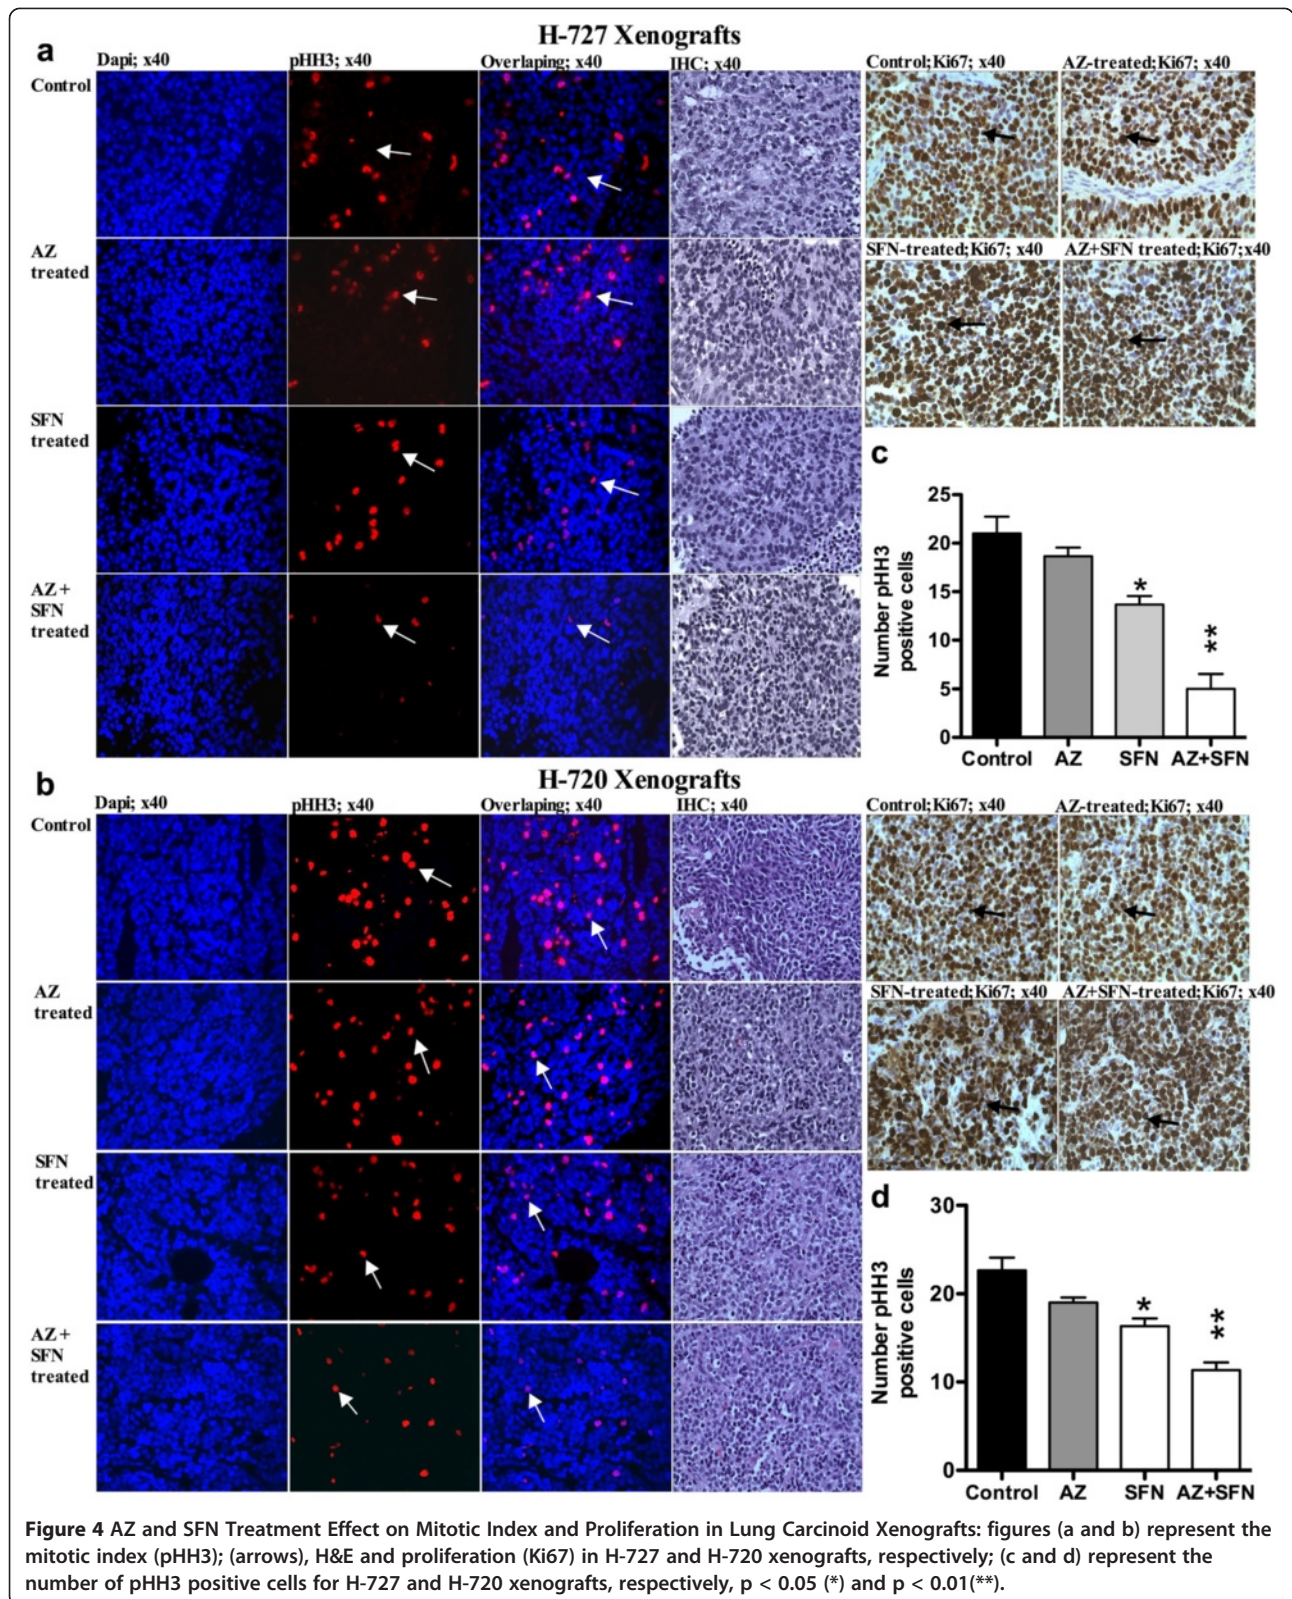 a
H-727 Xenografts
Dapi; x40
pHH3; x40
Overlaping; x40
IHC; x40
Control;Ki67; x40
AZ-treated;Ki67; x40
Control
AZ
treated
SFN
treated
AZ +
SFN
treated
SFN-treated;Ki67; x40
AZ+SFN treated;Ki67;x40
c
Number pHH3
positive cells
25
20
15
10
5
0
*
**
Control
AZ
SFN
AZ+SFN
b
H-720 Xenografts
Dapi; x40
pHH3; x40
Overlaping; x40
IHC; x40
Control;Ki67; x40
AZ-treated;Ki67; x40
Control
AZ
treated
SFN
treated
AZ +
SFN
treated
SFN-treated;Ki67; x40
AZ+SFN-treated;Ki67; x40
d
Number pHH3
positive cells
30
20
10
0
*
**
Control
AZ
SFN
AZ+SFN
Figure 4 AZ and SFN Treatment Effect on Mitotic Index and Proliferation in Lung Carcinoid Xenografts: figures (a and b) represent the
mitotic index (pHH3); (arrows), H&E and proliferation (Ki67) in H-727 and H-720 xenografts, respectively; (c and d) represent the
number of pHH3 positive cells for H-727 and H-720 xenografts, respectively, p < 0.05 (*) and p < 0.01(**).